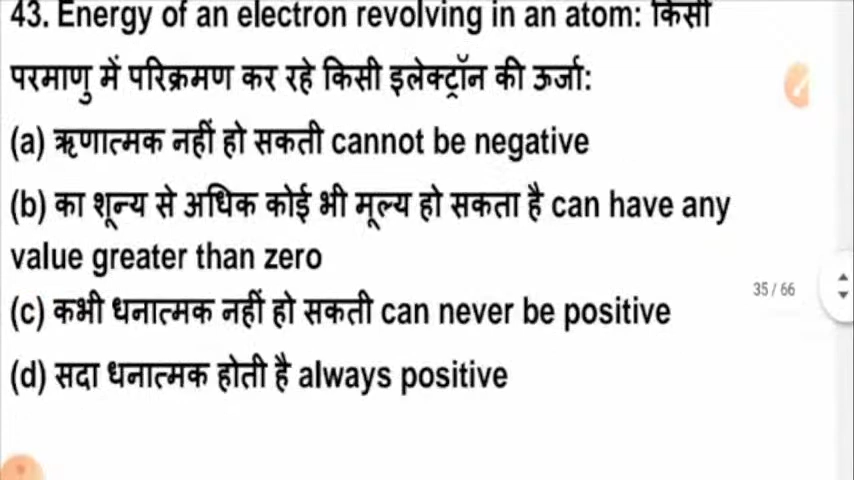 43. Energy of an electron revolving in an atom: किसी
परमाणु में परिक्रमण कर रहे किसी इलेक्ट्रॉन की ऊर्जा:
(a) ऋणात्मक नहीं हो सकती cannot be negative
(b) का शून्य से अधिक कोई भी मूल्य हो सकता है can have any
value greater than zero
35 / 66
(c) कभी धनात्मक नहीं हो सकती can never be positive
(d) सदा धनात्मक होती है always positive